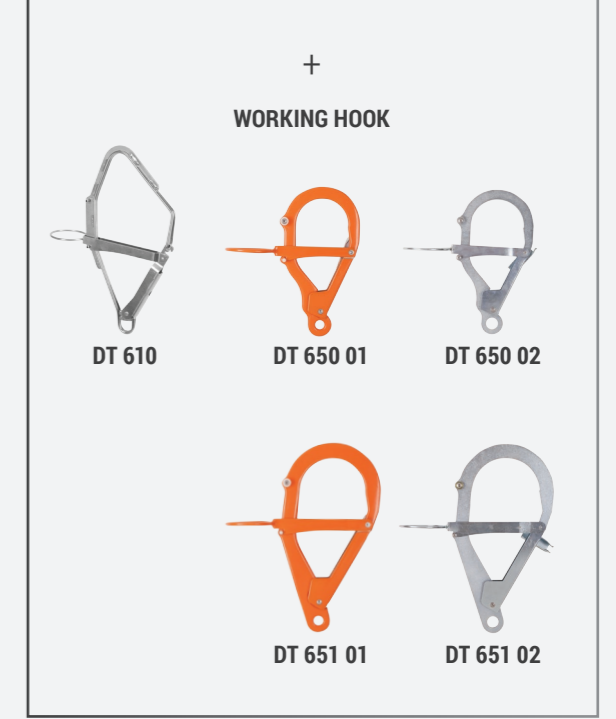 +
WORKING HOOK
DT 610
DT 650 01
DT 650 02
DT 651 01
DT 651 02